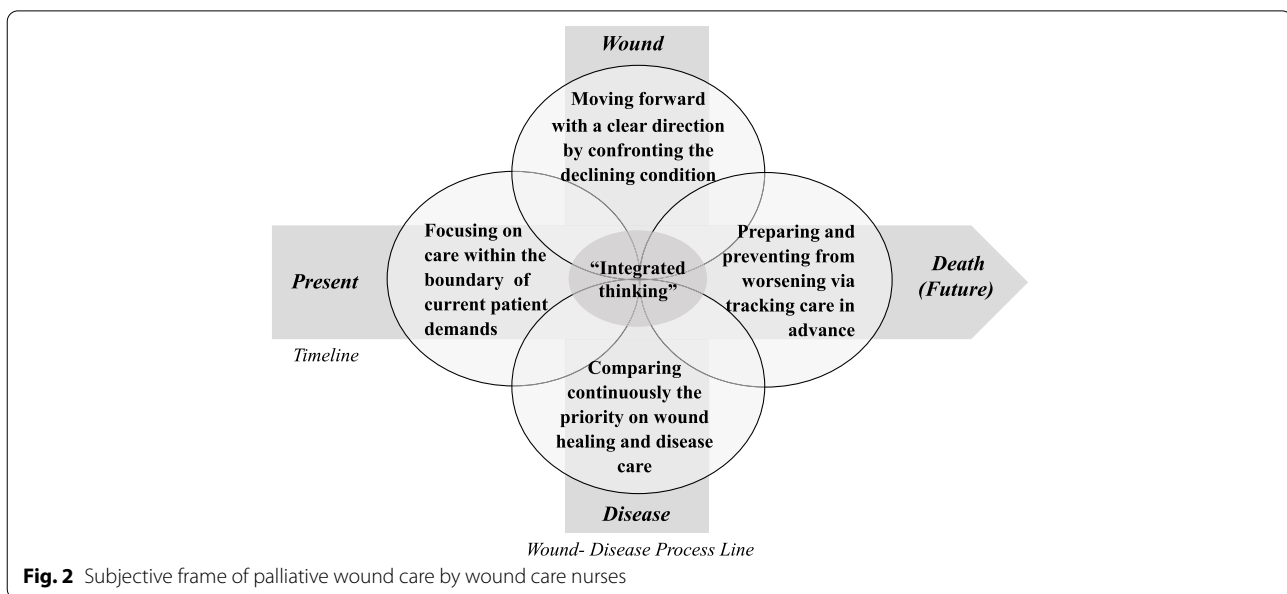 Wound
Moving forward
with a clear direction
by confronting the
declining condition
Focusing on
care within the
boundary of
current patient
demands
Present
Timeline
“Integrated
thinking”
Preparing and
preventing from
worsening via
tracking care in
advance
Death
(Future)
Comparing
continuously the
priority on wound
healing and disease
care
Disease
Wound- Disease Process Line
Fig. 2 Subjective frame of palliative wound care by wound care nurses